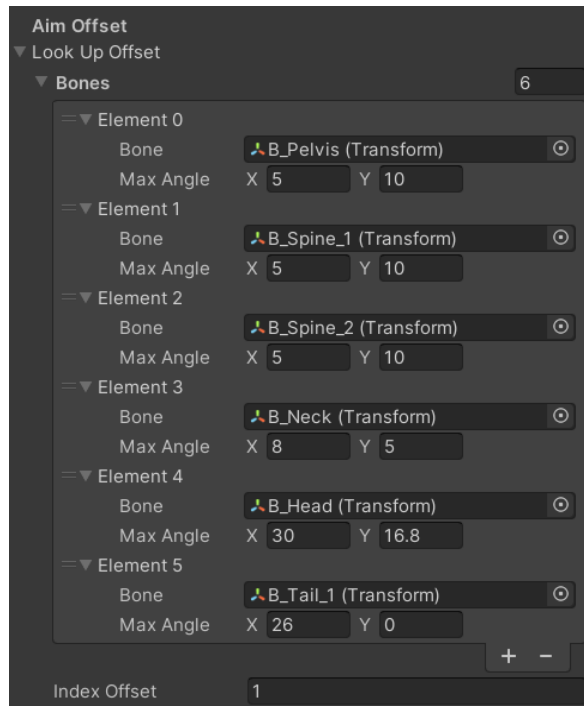 Aim Offset
Look Up Offset
Bones 6
Element 0
Bone B_Pelvis (Transform)
Max Angle X 5 Y 10
Element 1
Bone B_Spine_1 (Transform)
Max Angle X 5 Y 10
Element 2
Bone B_Spine_2 (Transform)
Max Angle X 5 Y 10
Element 3
Bone B_Neck (Transform)
Max Angle X 8 Y 5
Element 4
Bone B_Head (Transform)
Max Angle X 30 Y 16.8
Element 5
Bone B_Tail_1 (Transform)
Max Angle X 26 Y 0
+ -
Index Offset 1